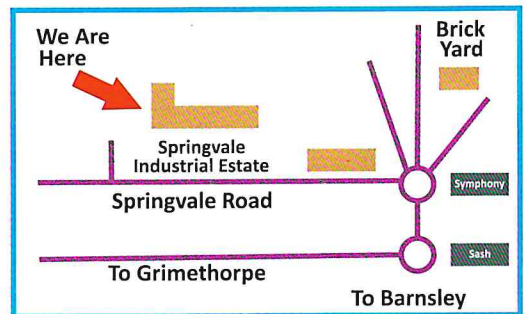 We Are
Here
Brick
Yard
Springvale
Industrial Estate
Symphony
Springvale Road
Sash
To Grimethorpe
To Barnsley